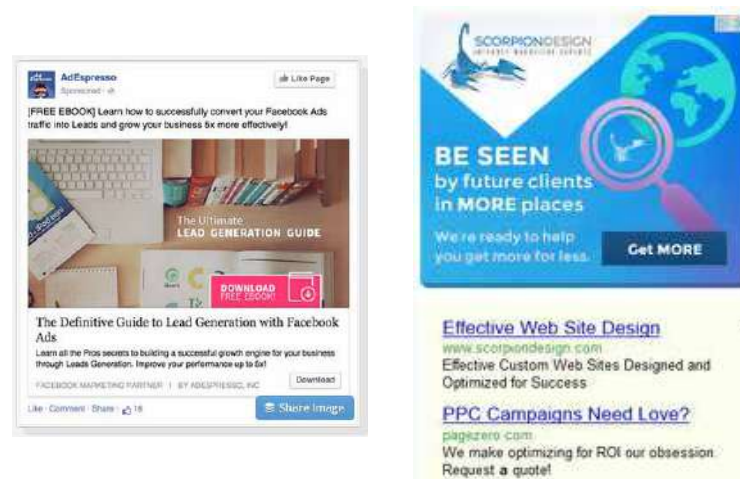 AdEspresso
Sponsored
Like Page
[FREE EBOOK] Learn how to successfully convert your Facebook Ads
traffic into Leads and grow your business 5x more effectively!
The Ultimate
LEAD GENERATION GUIDE
DOWNLOAD
FREE EBOOK!
The Definitive Guide to Lead Generation with Facebook
Ads
Learn all the Pros secrets to building a successful growth engine for your business
through Leads Generation. Improve your performance up to 5x!
FACEBOOK MARKETING PARTNER | BY ADESPRESSO, INC
Download
Like · Comment · Share · 16
Share Image
SCORPIONDESIGN
INTERNET MARKETING EXPERTS
BE SEEN
by future clients
in MORE places
We're ready to help
you get more for less.
Get MORE
Effective Web Site Design
www.scorpiondesign.com
Effective Custom Web Sites Designed and
Optimized for Success
PPC Campaigns Need Love?
pagezero.com
We make optimizing for ROI our obsession.
Request a quote!